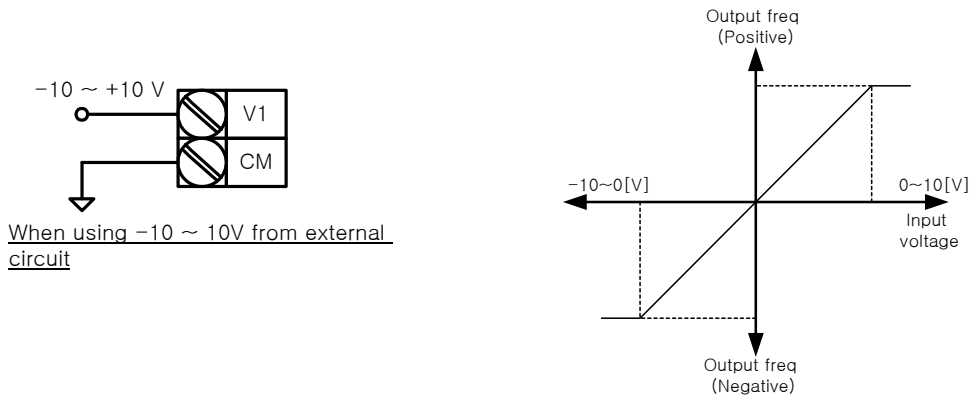 −10 ~ +10 V
V1
CM
When using −10 ~ 10V from external
circuit
Output freq
(Positive)
−10~0[V]
0~10[V]
Input
voltage
Output freq
(Negative)